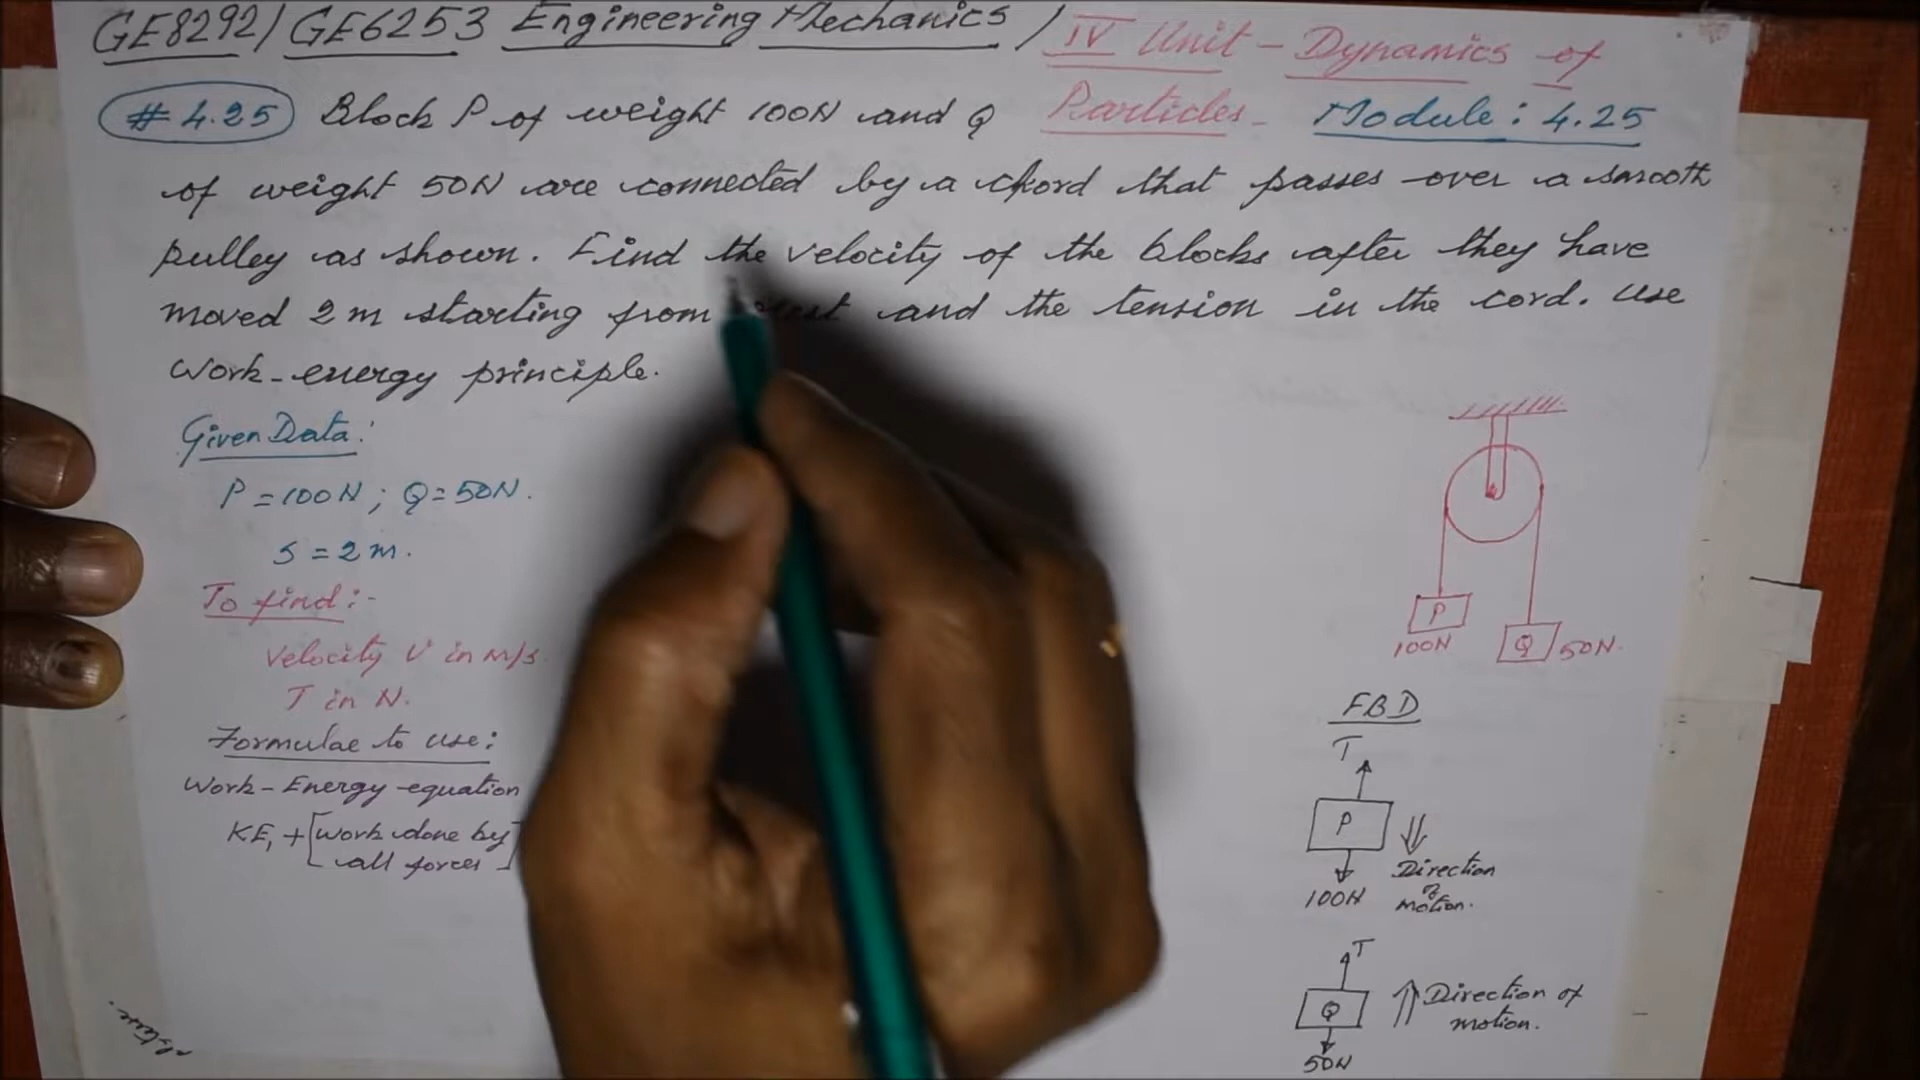 GE8292/GE6253 Engineering Mechanics / IV Unit - Dynamics of
Particles - Module: 4.25
# 4.25 Block P of weight 100N and Q
of weight 50N are connected by a chord that passes over a smooth
pulley as shown. Find the velocity of the blocks after they have
moved 2m starting from and the tension in the cord. Use
Work-energy principle.
Given Data:
P = 100N ; Q = 50N.
S = 2m.
To find:-
Velocity V in m/s
T in N.
Formulae to use:
Work-Energy equation
KE1 + [work done by
all forces]
P
100N
Q
50N.
FBD
T
P
100N
Direction
of
motion.
T
Q
50N
Direction of
motion.